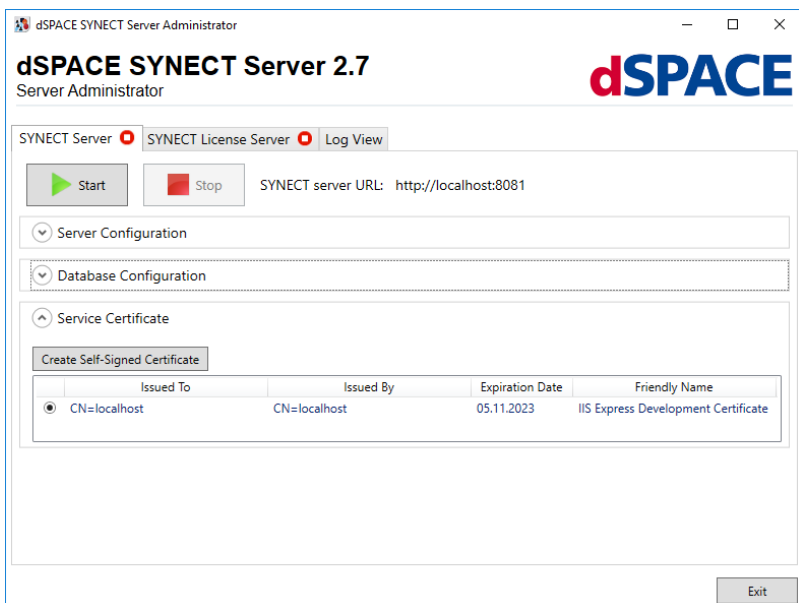 dSPACE SYNECT Server Administrator
dSPACE SYNECT Server 2.7
Server Administrator
dSPACE
SYNECT Server SYNECT License Server Log View
Start Stop SYNECT server URL: http://localhost:8081
Server Configuration
Database Configuration
Service Certificate
Create Self-Signed Certificate
Issued To Issued By Expiration Date Friendly Name
CN=localhost CN=localhost 05.11.2023 IIS Express Development Certificate
Exit